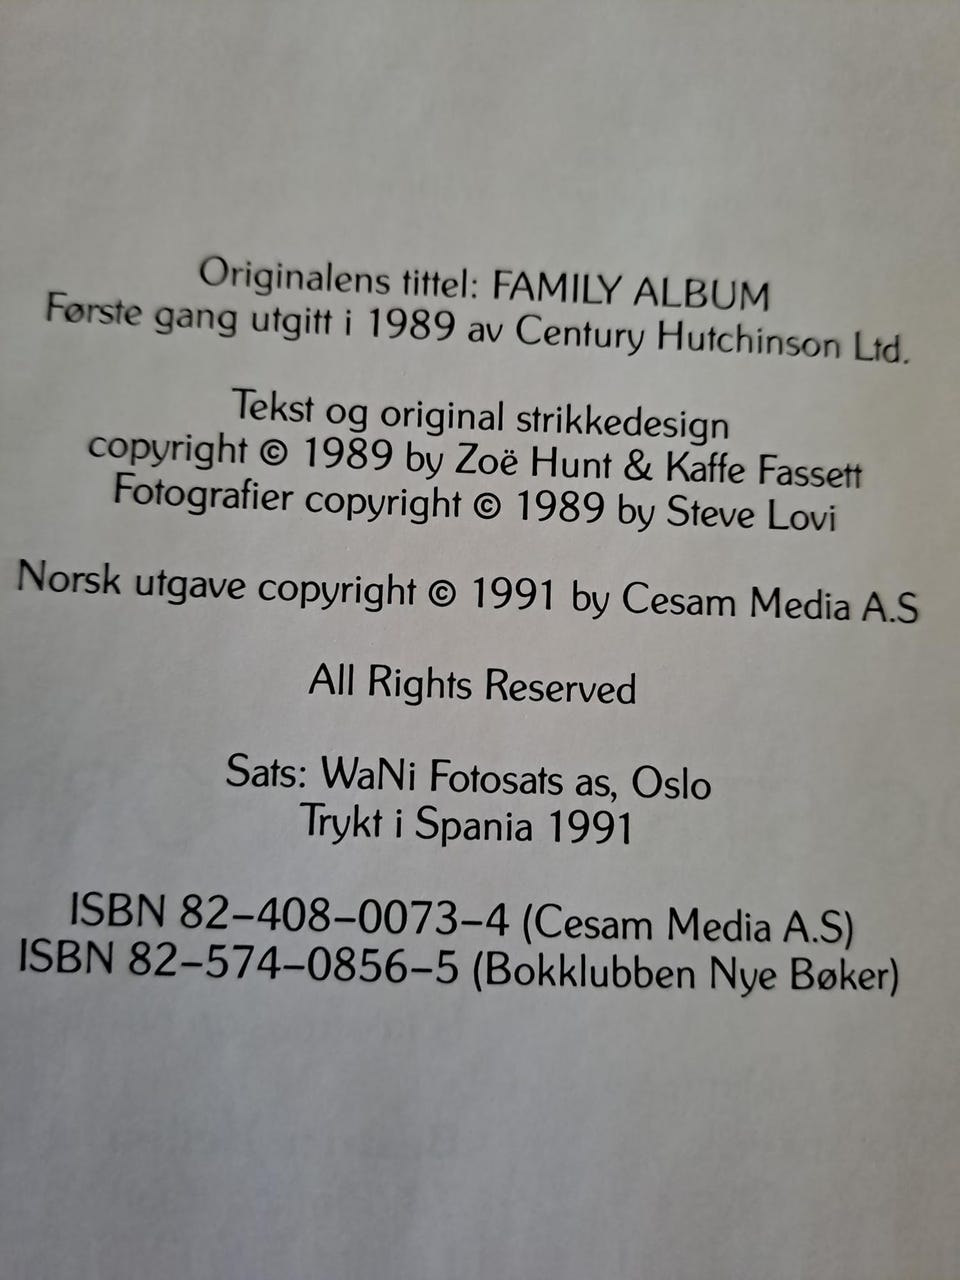 Originalens tittel: FAMILY ALBUM
Første gang utgitt i 1989 av Century Hutchinson Ltd.
Tekst og original strikkedesign
copyright © 1989 by Zoë Hunt & Kaffe Fassett
Fotografier copyright © 1989 by Steve Lovi
Norsk utgave copyright © 1991 by Cesam Media A.S
All Rights Reserved
Sats: WaNi Fotosats as, Oslo
Trykt i Spania 1991
ISBN 82–408–0073–4 (Cesam Media A.S)
ISBN 82–574–0856–5 (Bokklubben Nye Bøker)